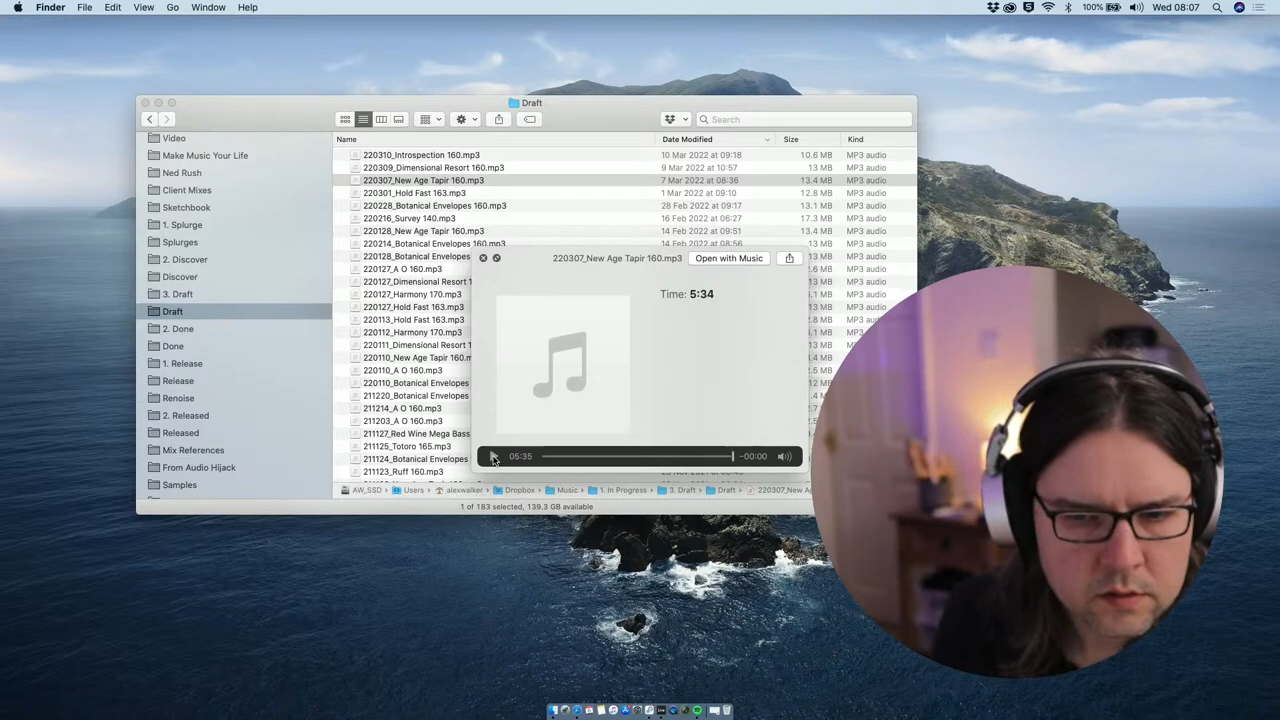 Finder File Edit View Go Window Help 100% Wed 08:07
Draft
Search
Name Date Modified Size Kind
Video
Make Music Your Life
Ned Rush
Client Mixes
Sketchbook
1. Splurge
Splurges
2. Discover
Discover
3. Draft
Draft
2. Done
Done
1. Release
Release
Renoise
2. Released
Released
Mix References
From Audio Hijack
Samples
220310_Introspection 160.mp3 10 Mar 2022 at 09:18 10.6 MB MP3 audio
220309_Dimensional Resort 160.mp3 9 Mar 2022 at 10:57 13 MB MP3 audio
220307_New Age Tapir 160.mp3 7 Mar 2022 at 08:36 13.4 MB MP3 audio
220301_Hold Fast 163.mp3 1 Mar 2022 at 09:10 12.8 MB MP3 audio
220228_Botanical Envelopes 160.mp3 28 Feb 2022 at 09:17 13.1 MB MP3 audio
220216_Survey 140.mp3 16 Feb 2022 at 06:27 17.3 MB MP3 audio
220128_New Age Tapir 160.mp3 14 Feb 2022 at 09:51 13.4 MB MP3 audio
220214_Botanical Envelopes 160.mp3 14 Feb 2022 at 08:56 13 MB MP3 audio
220128_Botanical Envelopes
220127_A O 160.mp3
220127_Dimensional Resort 1
220127_Harmony 170.mp3
220127_Hold Fast 163.mp3
220113_Hold Fast 163.mp3
220112_Harmony 170.mp3
220111_Dimensional Resort 1
220110_New Age Tapir 160.m
220110_A O 160.mp3
220110_Botanical Envelopes
211220_Botanical Envelopes
211214_A O 160.mp3
211203_A O 160.mp3
211127_Red Wine Mega Bass
211125_Totoro 165.mp3
211124_Botanical Envelopes
211123_Ruff 160.mp3
220307_New Age Tapir 160.mp3 Open with Music
Time: 5:34
05:35 -00:00
AW_SSD Users alexwalker Dropbox Music 1. In Progress 3. Draft Draft 220307_New Ag
1 of 183 selected, 139.3 GB available